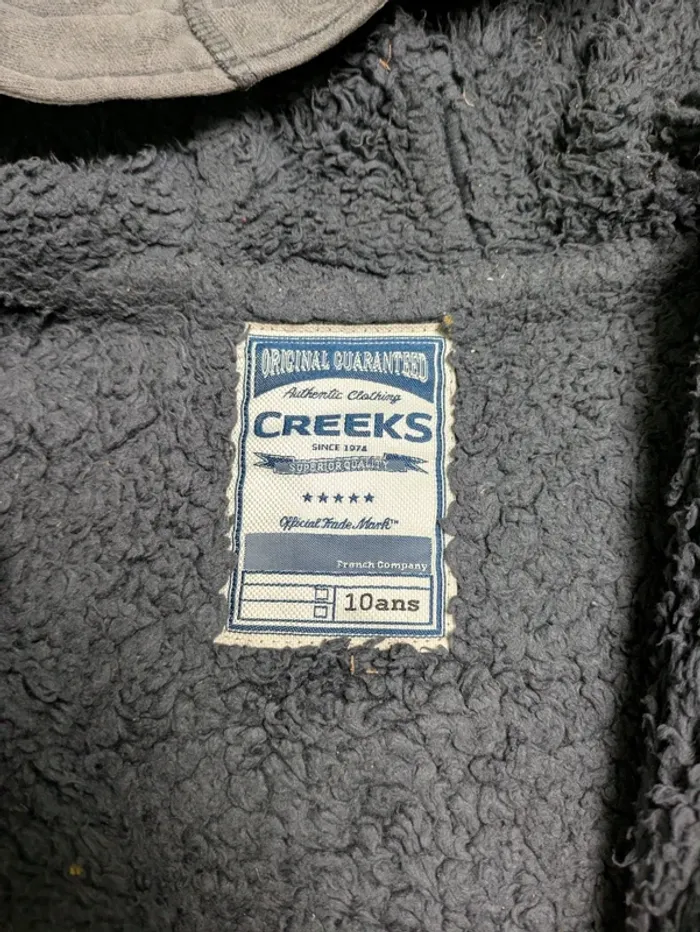 ORIGINAL GUARANTEED
Authentic Clothing
CREEKS
SINCE 1974
SUPERIOR QUALITY
Official Trade Mark™
French Company
10ans